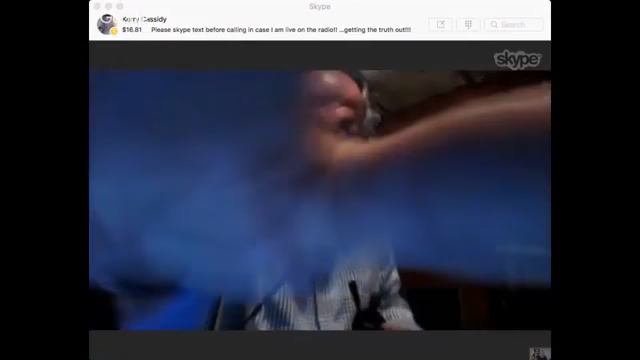 Skype
Kerry Cassidy
$16.81 Please skype text before calling in case I am live on the radio!! ...getting the truth out!!!
Search
skype